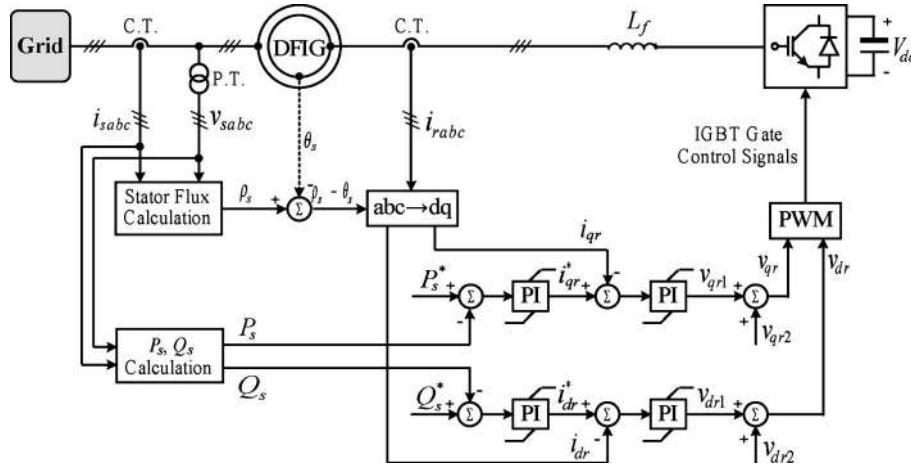 C.T.
C.T.
L_f
Grid
DFIG
P.T.
+
V_dc
-
i_sabc
v_sabc
θ_s
i_rabc
IGBT Gate
Control Signals
Stator Flux
Calculation
ρ_s
+
Σ
-
ρ_s - θ_s
abc→dq
PWM
i_qr
v_qr
v_dr
P_s*
+
Σ
-
PI
i_qr*
+
Σ
-
PI
v_qr1
+
Σ
+
v_qr2
P_s, Q_s
Calculation
P_s
Q_s
Q_s*
+
Σ
-
PI
i_dr*
+
Σ
-
i_dr
PI
v_dr1
+
Σ
+
v_dr2